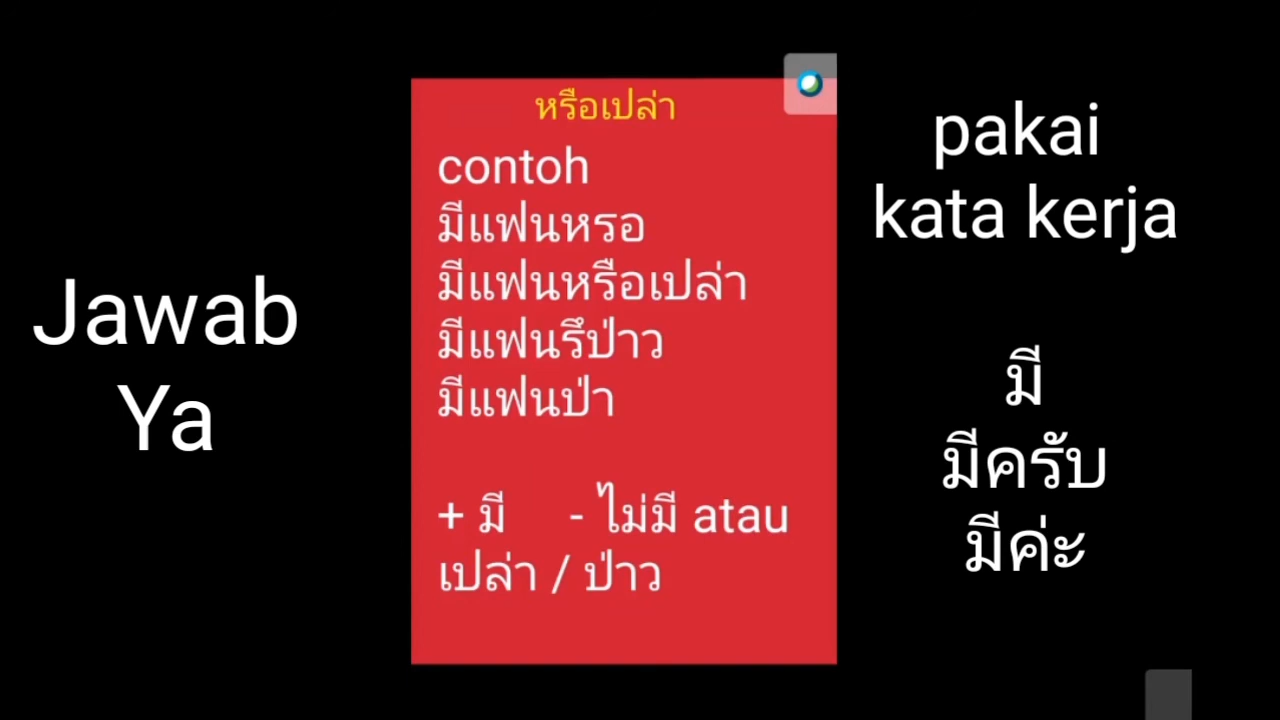 Jawab
Ya
หรือเปล่า
contoh
มีแฟนหรอ
มีแฟนหรือเปล่า
มีแฟนรึป่าว
มีแฟนป่า
+ มี - ไม่มี atau
เปล่า / ป่าว
pakai
kata kerja
มี
มีครับ
มีค่ะ